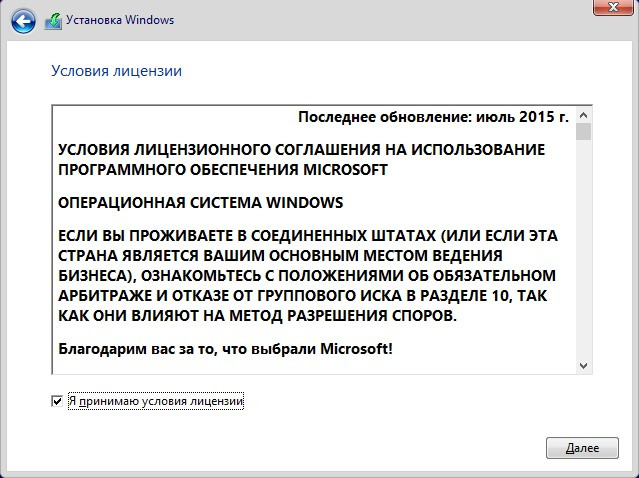 Установка Windows
Условия лицензии
Последнее обновление: июль 2015 г.
УСЛОВИЯ ЛИЦЕНЗИОННОГО СОГЛАШЕНИЯ НА ИСПОЛЬЗОВАНИЕ
ПРОГРАММНОГО ОБЕСПЕЧЕНИЯ MICROSOFT
ОПЕРАЦИОННАЯ СИСТЕМА WINDOWS
ЕСЛИ ВЫ ПРОЖИВАЕТЕ В СОЕДИНЕННЫХ ШТАТАХ (ИЛИ ЕСЛИ ЭТА
СТРАНА ЯВЛЯЕТСЯ ВАШИМ ОСНОВНЫМ МЕСТОМ ВЕДЕНИЯ
БИЗНЕСА), ОЗНАКОМЬТЕСЬ С ПОЛОЖЕНИЯМИ ОБ ОБЯЗАТЕЛЬНОМ
АРБИТРАЖЕ И ОТКАЗЕ ОТ ГРУППОВОГО ИСКА В РАЗДЕЛЕ 10, ТАК
КАК ОНИ ВЛИЯЮТ НА МЕТОД РАЗРЕШЕНИЯ СПОРОВ.
Благодарим вас за то, что выбрали Microsoft!
Я принимаю условия лицензии
Далее